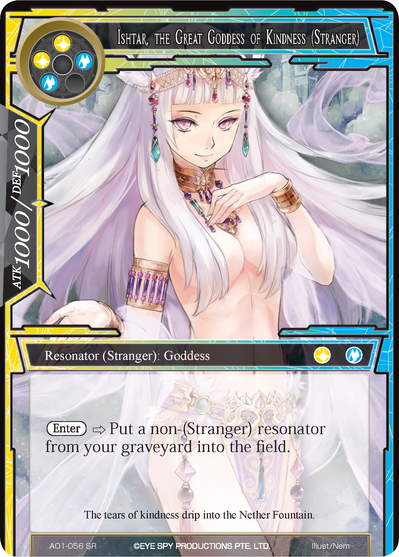 Ishtar, the Great Goddess of Kindness (Stranger)
ATK 1000 / DEF 1000
Resonator (Stranger): Goddess
Enter ⇨ Put a non-(Stranger) resonator
from your graveyard into the field.
The tears of kindness drip into the Nether Fountain.
A01-056 SR
©EYE SPY PRODUCTIONS PTE. LTD.
Illust/Nem